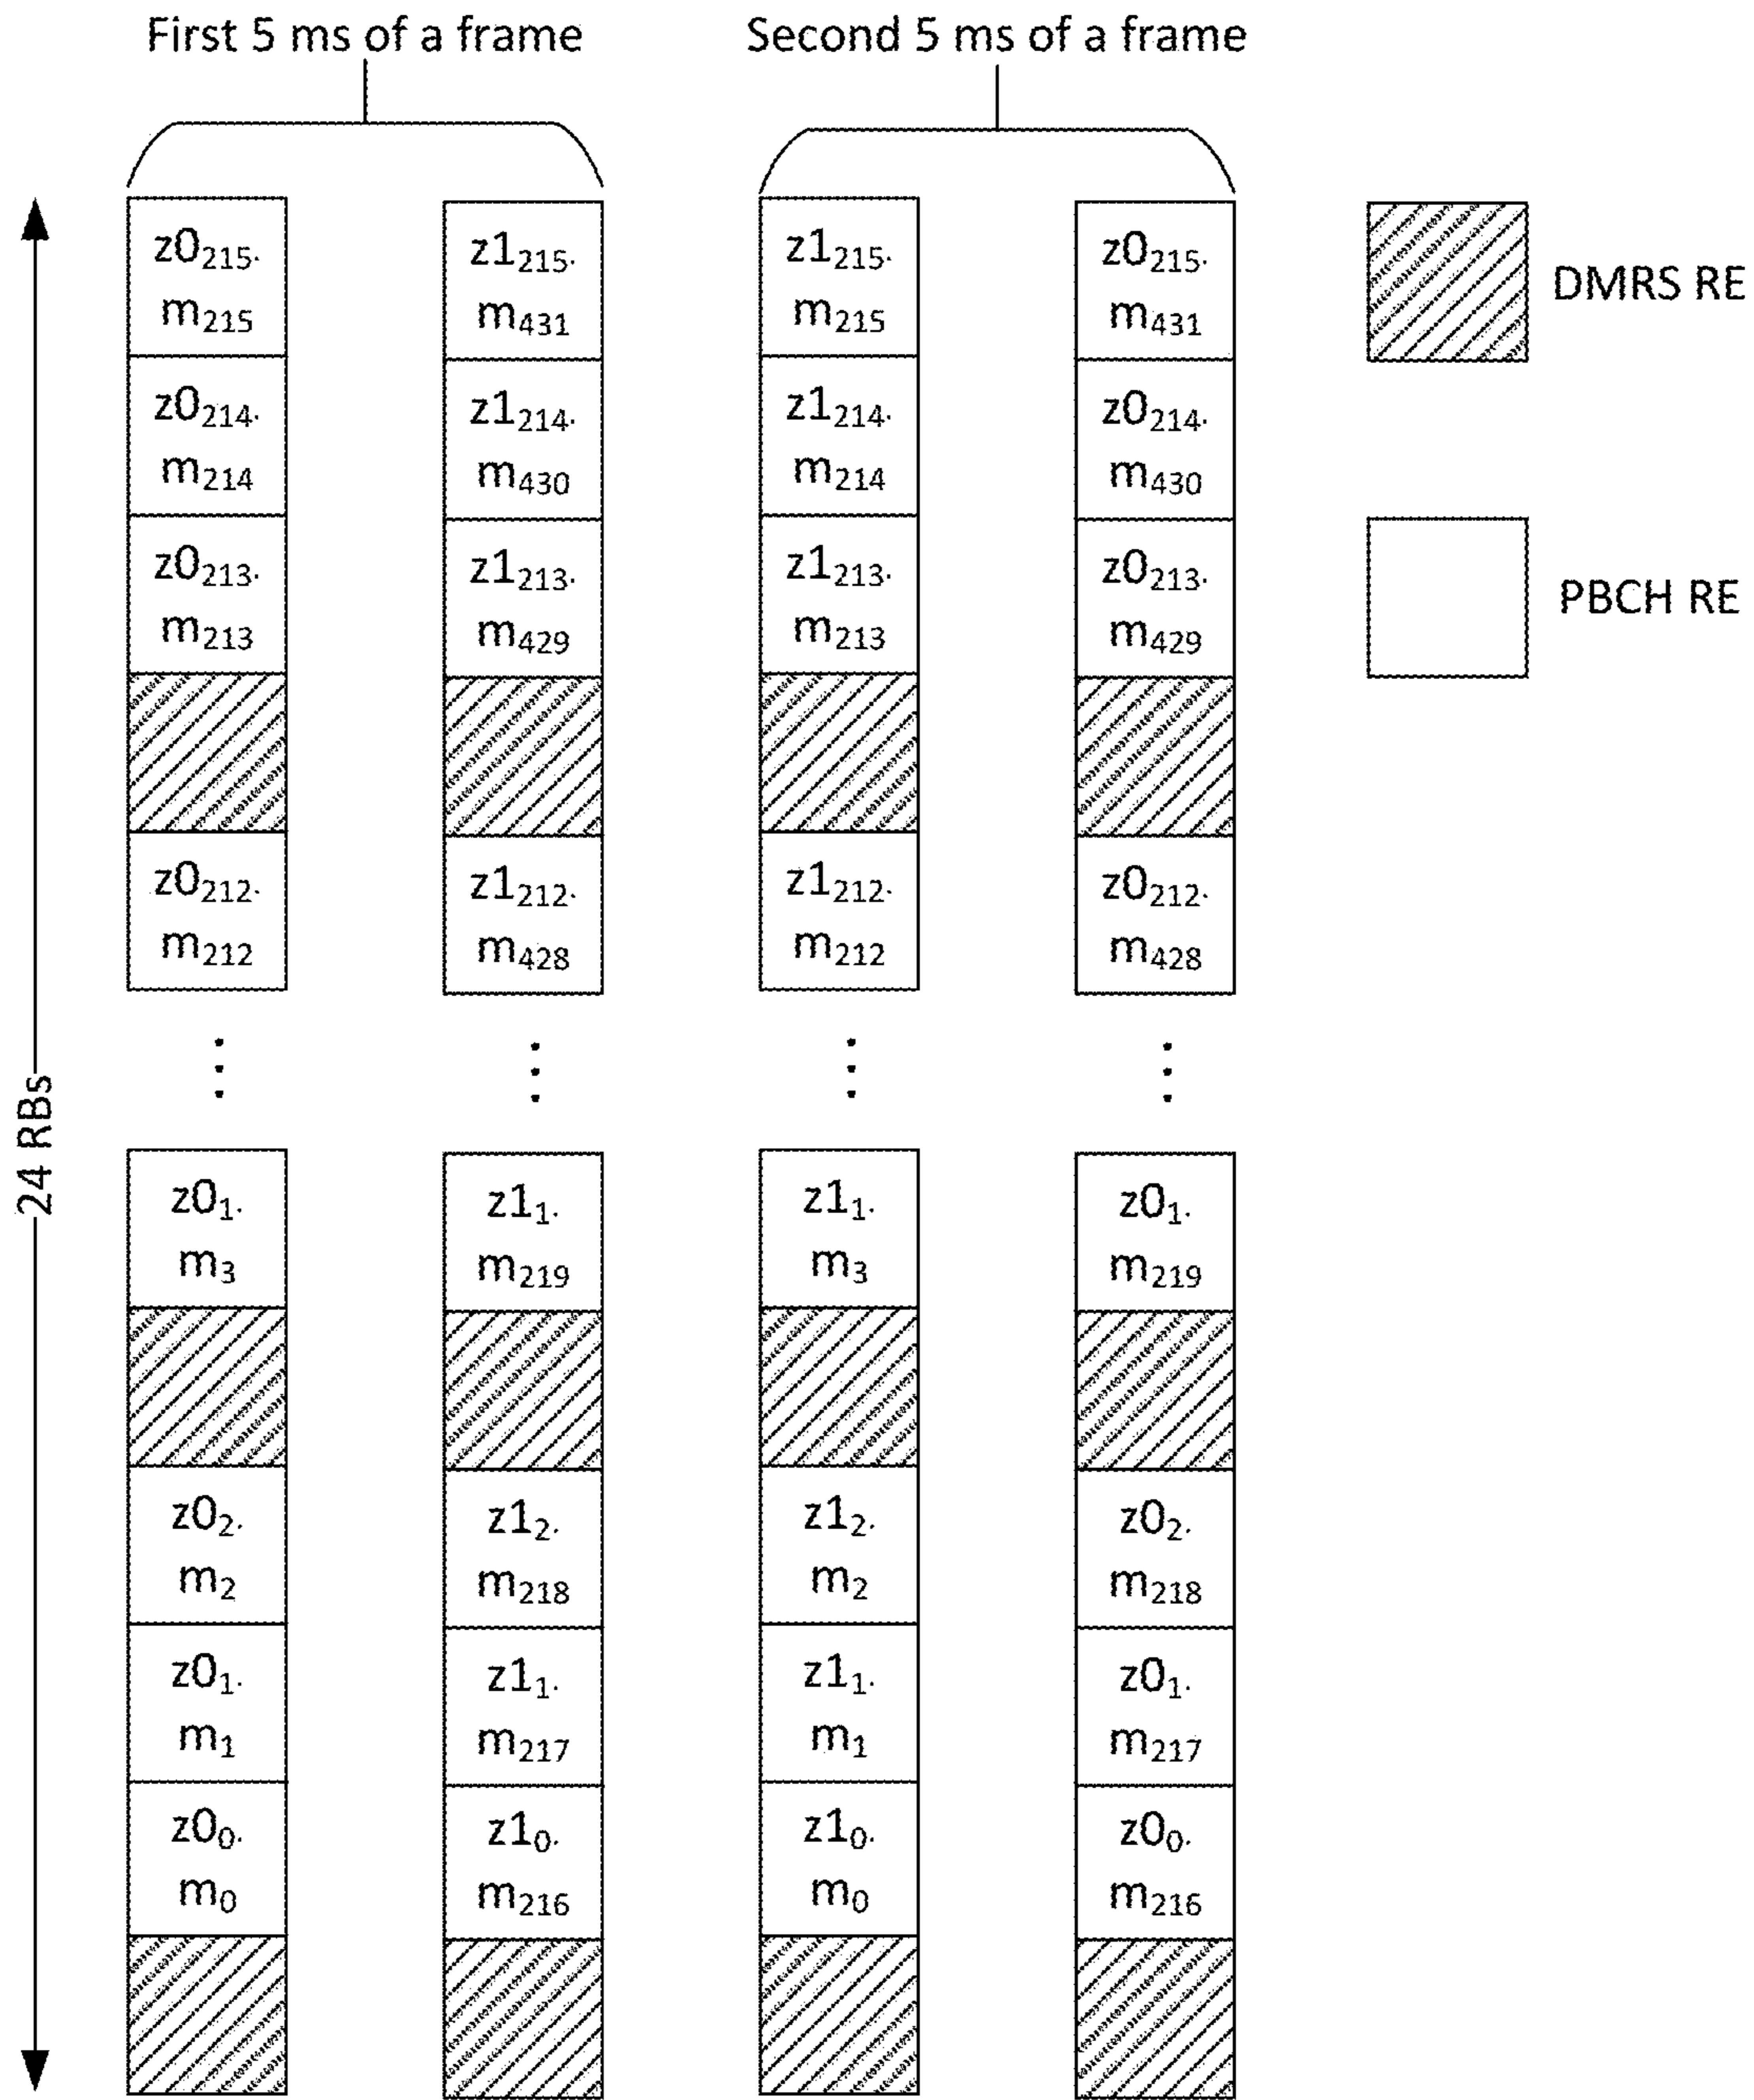 First 5 ms of a frame
Second 5 ms of a frame
z0₂₁₅. z1₂₁₅. z1₂₁₅. z0₂₁₅.
m₂₁₅ m₄₃₁ m₂₁₅ m₄₃₁
DMRS RE
z0₂₁₄. z1₂₁₄. z1₂₁₄. z0₂₁₄.
m₂₁₄ m₄₃₀ m₂₁₄ m₄₃₀
z0₂₁₃. z1₂₁₃. z1₂₁₃. z0₂₁₃.
m₂₁₃ m₄₂₉ m₂₁₃ m₄₂₉
PBCH RE
z0₂₁₂. z1₂₁₂. z1₂₁₂. z0₂₁₂.
m₂₁₂ m₄₂₈ m₂₁₂ m₄₂₈
24 RBs
z0₁. z1₁. z1₁. z0₁.
m₃ m₂₁₉ m₃ m₂₁₉
z0₂. z1₂. z1₂. z0₂.
m₂ m₂₁₈ m₂ m₂₁₈
z0₁. z1₁. z1₁. z0₁.
m₁ m₂₁₇ m₁ m₂₁₇
z0₀. z1₀. z1₀. z0₀.
m₀ m₂₁₆ m₀ m₂₁₆